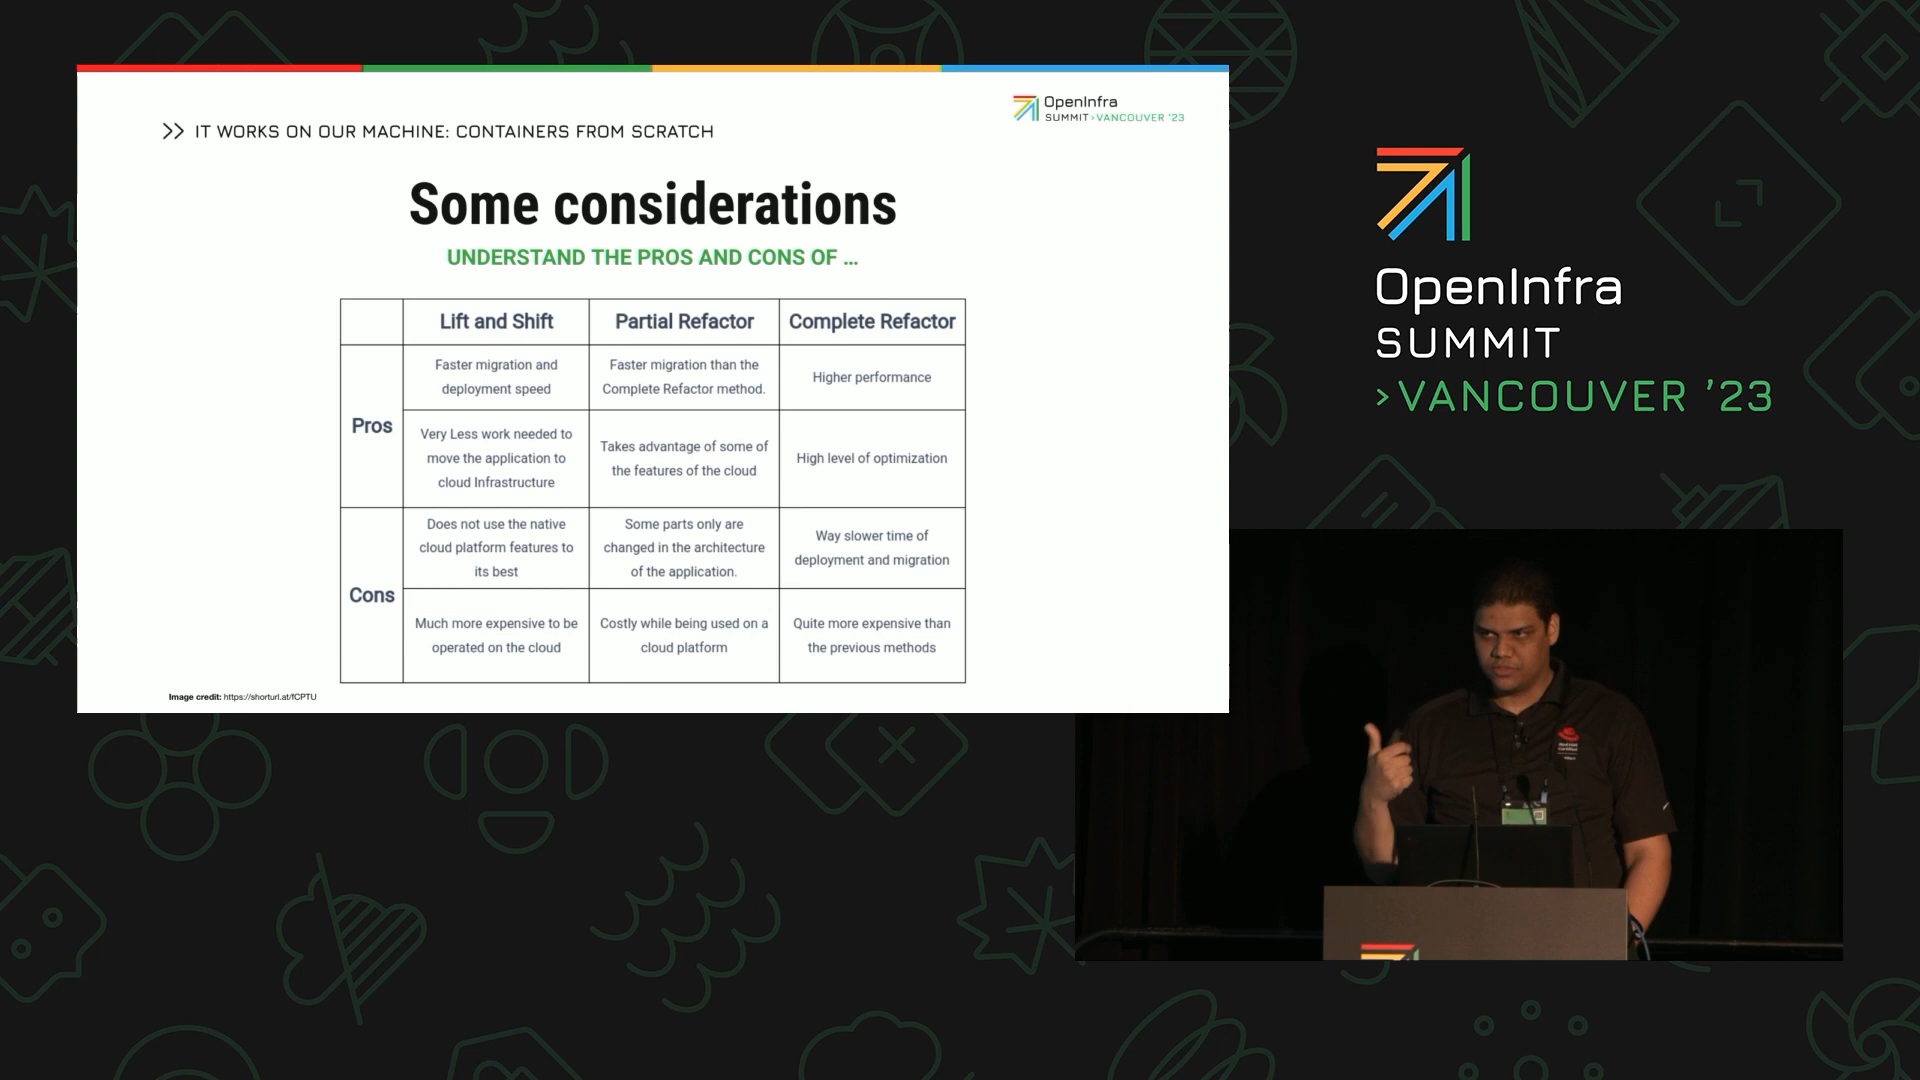 IT WORKS ON OUR MACHINE: CONTAINERS FROM SCRATCH
OpenInfra
SUMMIT›VANCOUVER '23
Some considerations
UNDERSTAND THE PROS AND CONS OF ...
Lift and Shift
Partial Refactor
Complete Refactor
Pros
Faster migration and
deployment speed
Faster migration than the
Complete Refactor method.
Higher performance
Very Less work needed to
move the application to
cloud Infrastructure
Takes advantage of some of
the features of the cloud
High level of optimization
Cons
Does not use the native
cloud platform features to
its best
Some parts only are
changed in the architecture
of the application.
Way slower time of
deployment and migration
Much more expensive to be
operated on the cloud
Costly while being used on a
cloud platform
Quite more expensive than
the previous methods
Image credit: https://shorturl.at/fCPTU
OpenInfra
SUMMIT
›VANCOUVER '23
Red Hat
Certified